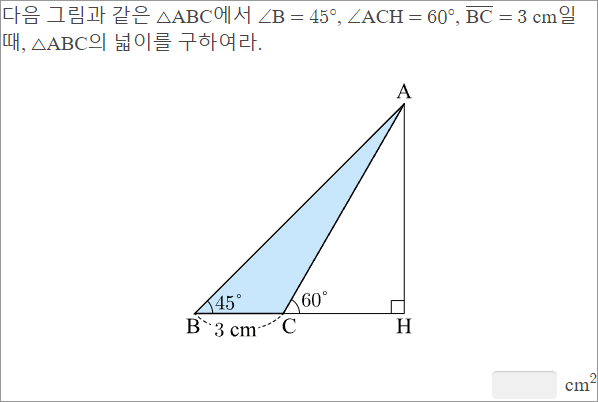 다음 그림과 같은 △ABC에서 ∠B = 45°, ∠ACH = 60°, \overline{BC} = 3 cm일
때, △ABC의 넓이를 구하여라.
A
45°
60°
B
3 cm
C
H
cm²